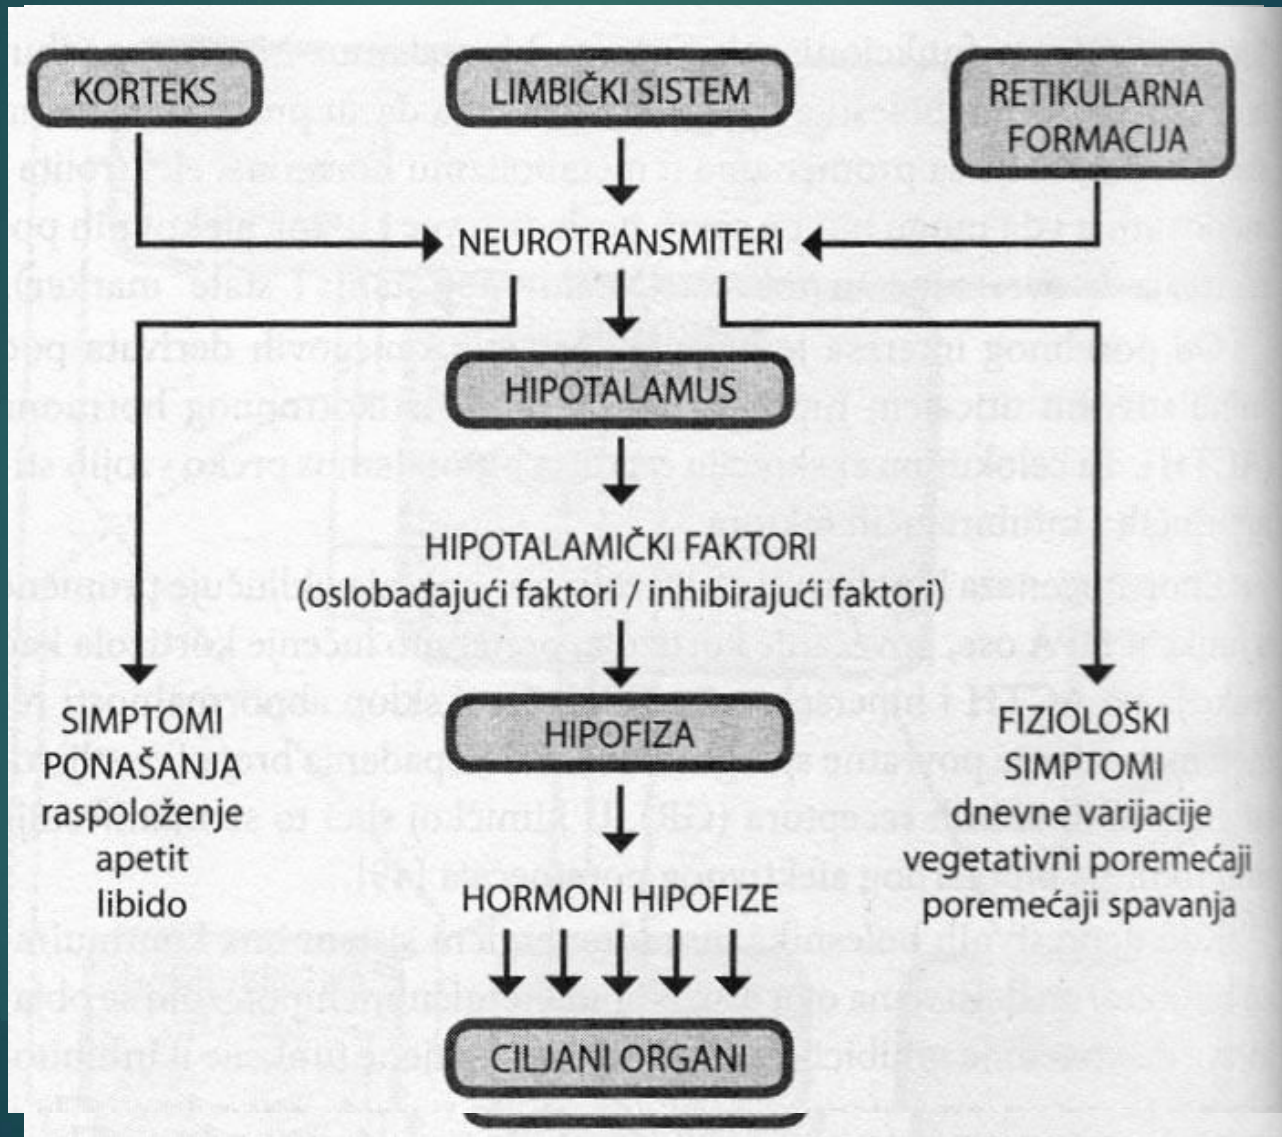 KORTEKS
LIMBIČKI SISTEM
RETIKULARNA
FORMACIJA
NEUROTRANSMITERI
HIPOTALAMUS
HIPOTALAMIČKI FAKTORI
(oslobađajući faktori / inhibirajući faktori)
HIPOFIZA
SIMPTOMI
PONAŠANJA
raspoloženje
apetit
libido
FIZIOLOŠKI
SIMPTOMI
dnevne varijacije
vegetativni poremećaji
poremećaji spavanja
HORMONI HIPOFIZE
CILJANI ORGANI